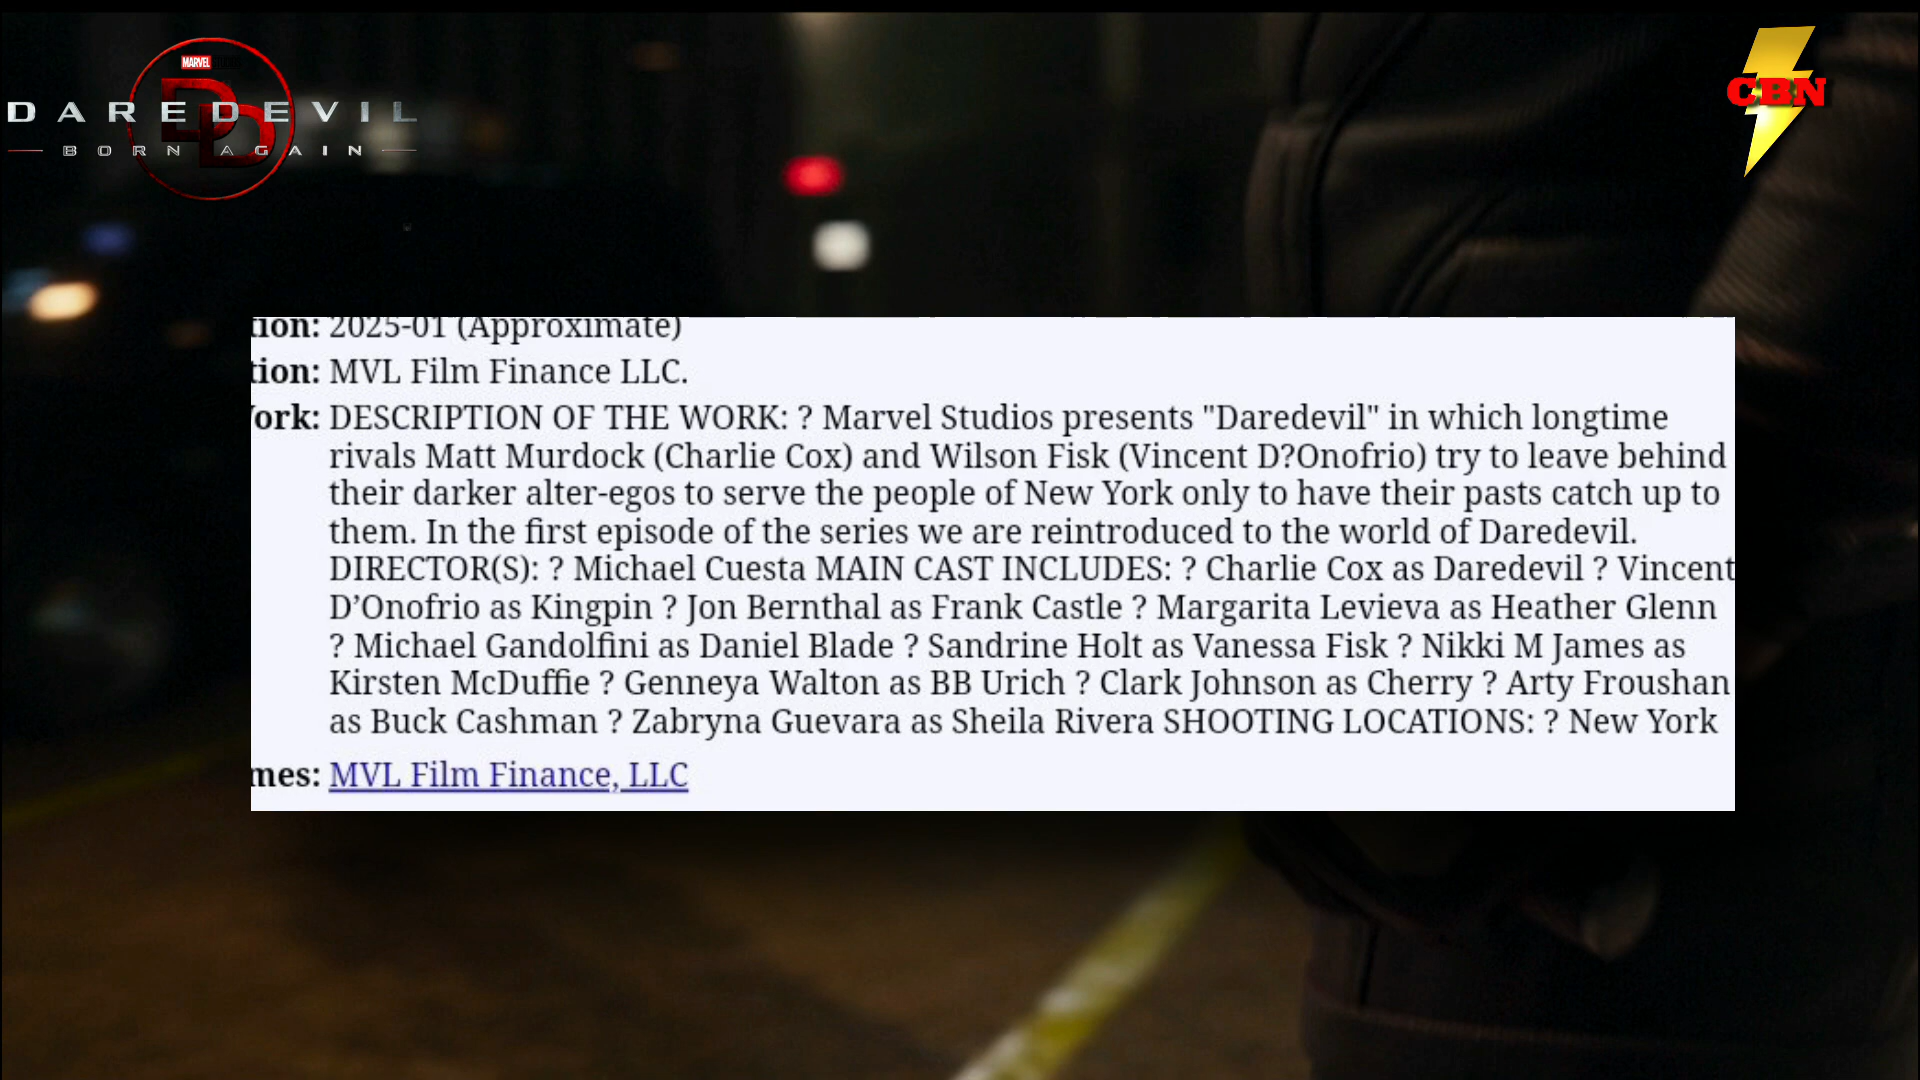 MARVEL
DD
DAREDEVIL
BORN AGAIN
CBN
tion: 2025-01 (Approximate)
tion: MVL Film Finance LLC.
ork: DESCRIPTION OF THE WORK: ? Marvel Studios presents "Daredevil" in which longtime
rivals Matt Murdock (Charlie Cox) and Wilson Fisk (Vincent D?Onofrio) try to leave behind
their darker alter-egos to serve the people of New York only to have their pasts catch up to
them. In the first episode of the series we are reintroduced to the world of Daredevil.
DIRECTOR(S): ? Michael Cuesta MAIN CAST INCLUDES: ? Charlie Cox as Daredevil ? Vincent
D’Onofrio as Kingpin ? Jon Bernthal as Frank Castle ? Margarita Levieva as Heather Glenn
? Michael Gandolfini as Daniel Blade ? Sandrine Holt as Vanessa Fisk ? Nikki M James as
Kirsten McDuffie ? Genneya Walton as BB Urich ? Clark Johnson as Cherry ? Arty Froushan
as Buck Cashman ? Zabryna Guevara as Sheila Rivera SHOOTING LOCATIONS: ? New York
mes: MVL Film Finance, LLC